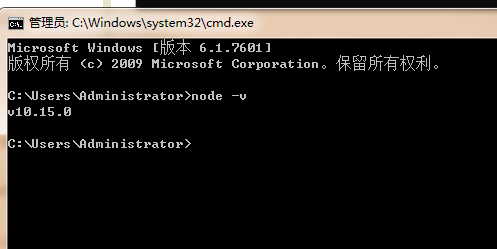 管理员: C:\Windows\system32\cmd.exe
Microsoft Windows [版本 6.1.7601]
版权所有 (c) 2009 Microsoft Corporation。保留所有权利。
C:\Users\Administrator>node -v
v10.15.0
C:\Users\Administrator>